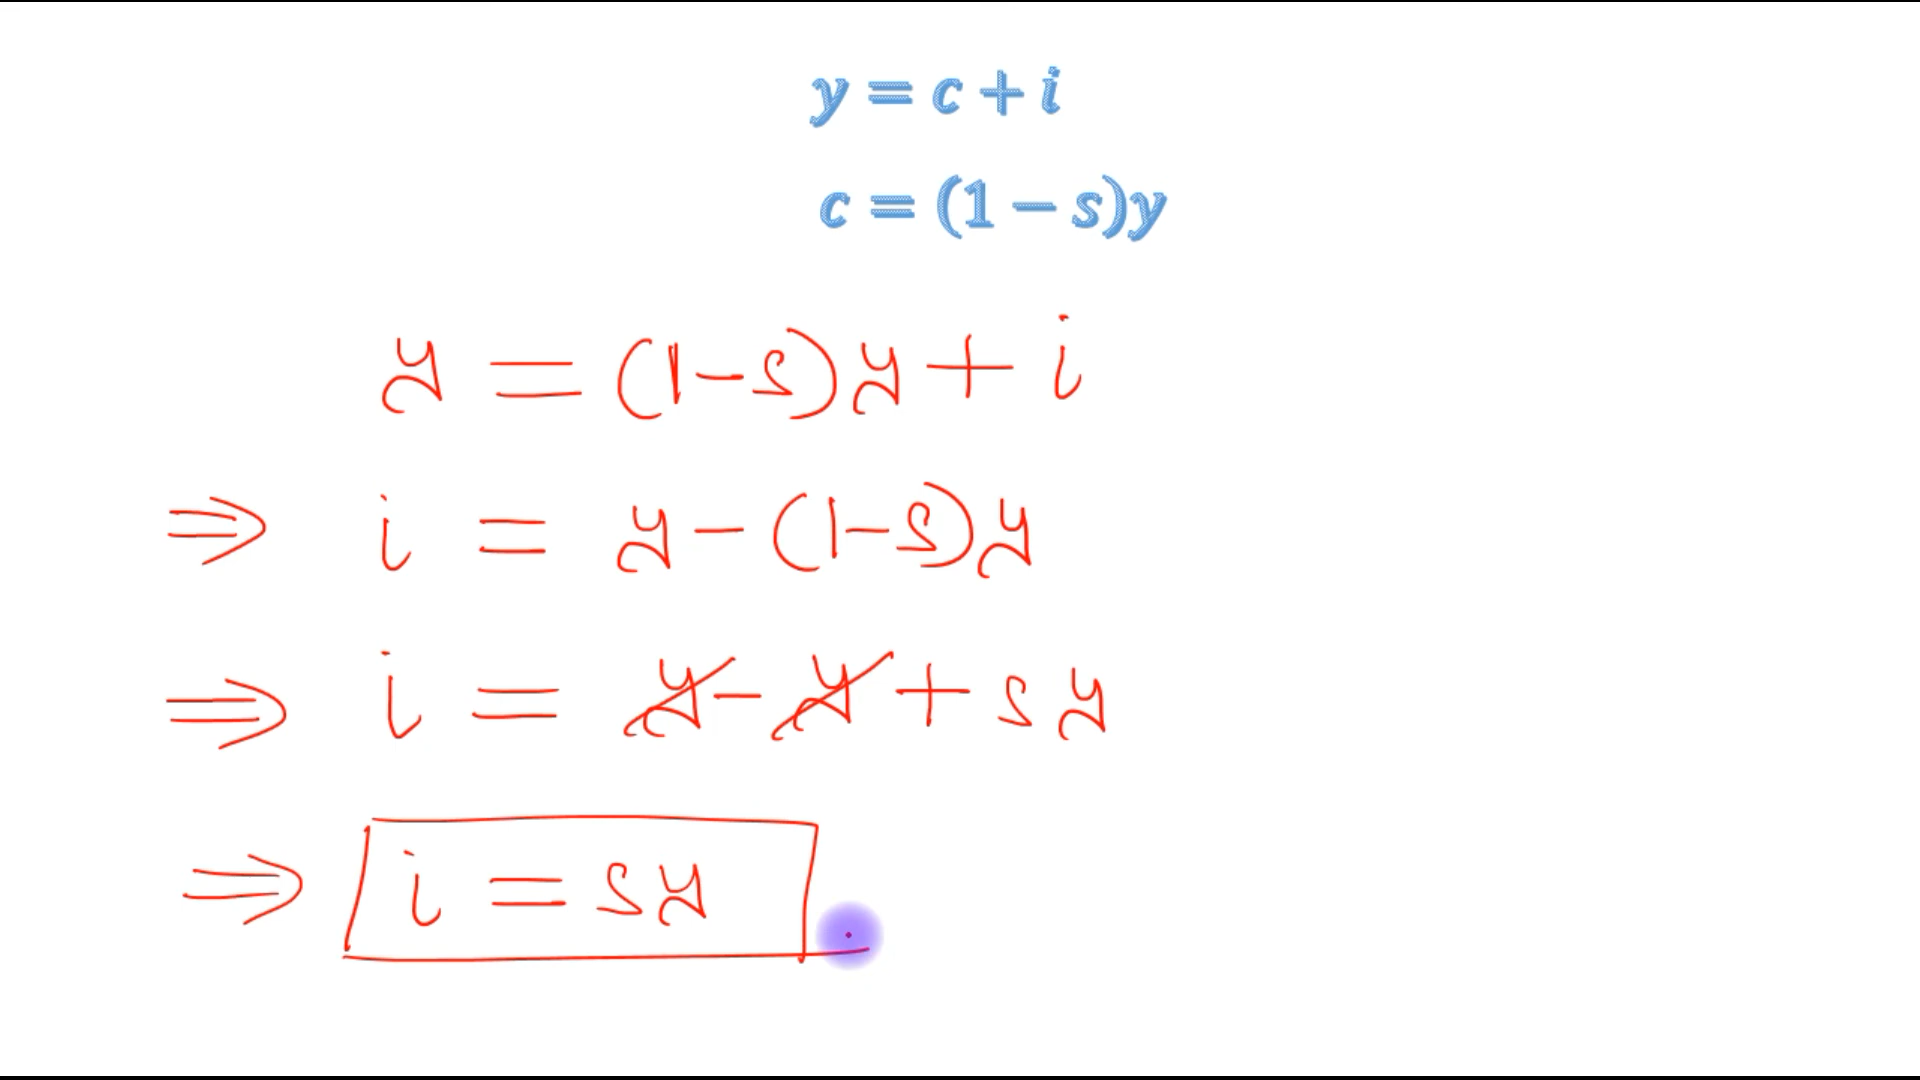 y = c + i
c = (1 − s)y
y = (1-s)y + i
⇒ i = y - (1-s)y
⇒ i = y - y + sy
⇒ i = sy